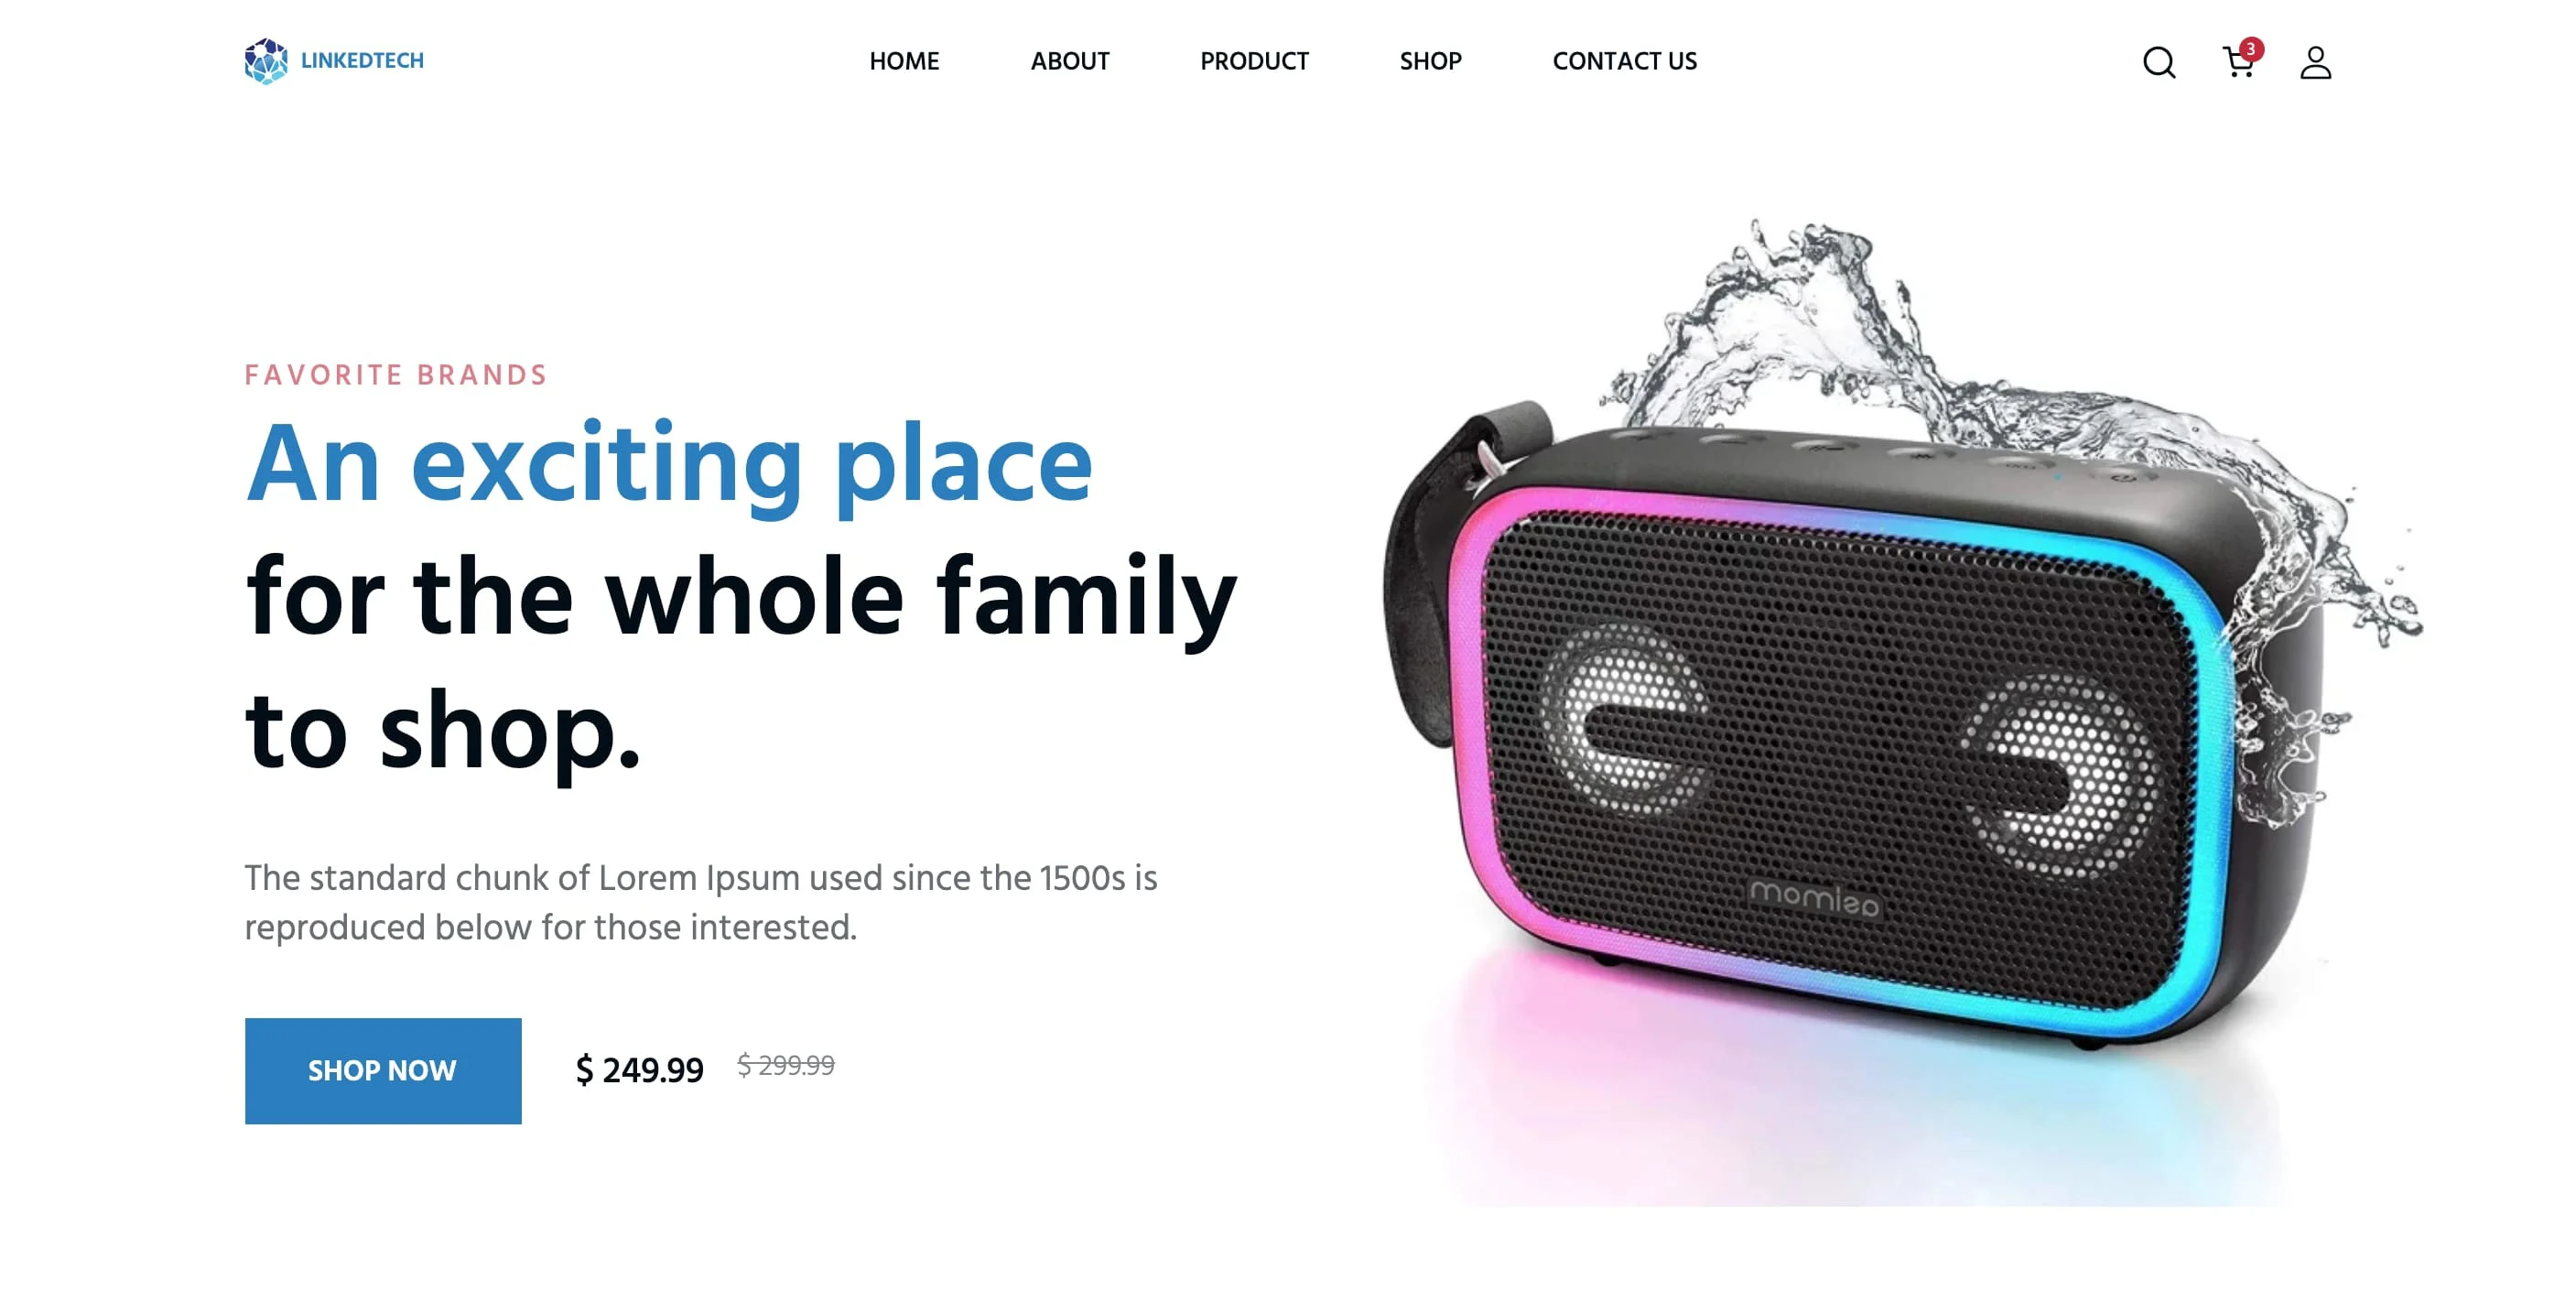 LINKEDTECH
HOME ABOUT PRODUCT SHOP CONTACT US
3
FAVORITE BRANDS
An exciting place
for the whole family
to shop.
The standard chunk of Lorem Ipsum used since the 1500s is
reproduced below for those interested.
SHOP NOW $ 249.99 $ 299.99